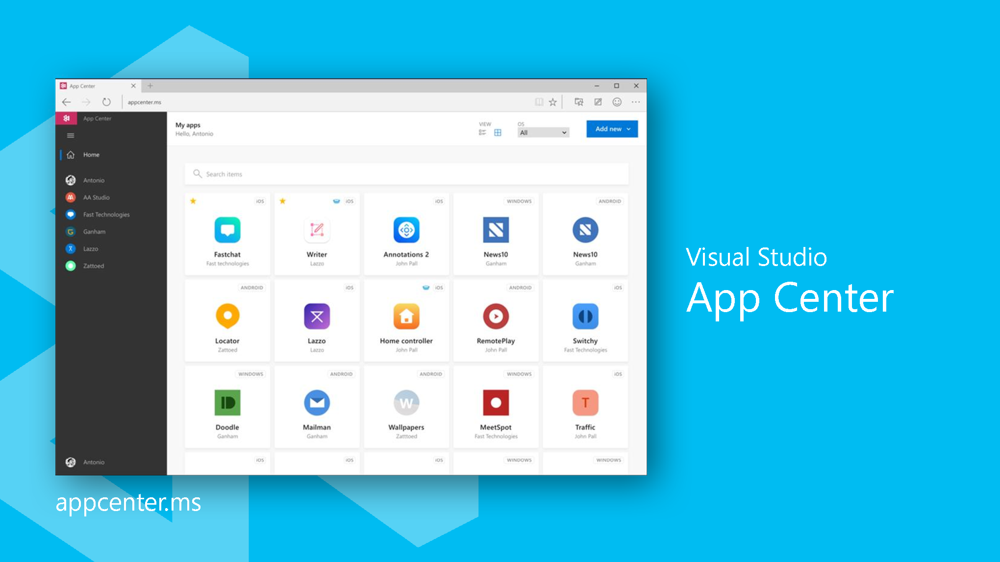 App Center
appcenter.ms
App Center
Home
Antonio
AA Studio
Fast Technologies
Ganham
Lazzo
Zattoed
Antonio
My apps
Hello, Antonio
VIEW
OS
All
Add new
Search items
iOS
Fastchat
Fast technologies
iOS
Writer
Lazzo
iOS
Annotations 2
John Pall
WINDOWS
News10
Ganham
ANDROID
News10
Ganham
ANDROID
Locator
Zattoed
iOS
Lazzo
Lazzo
iOS
Home controller
John Pall
ANDROID
RemotePlay
John Pall
iOS
Switchy
Fast Technologies
WINDOWS
Doodle
Ganham
ANDROID
Mailman
Ganham
ANDROID
W
Wallpapers
Zatttoed
WINDOWS
MeetSpot
Fast Technologies
iOS
T
Traffic
John Pall
iOS
iOS
iOS
WINDOWS
WINDOWS
Visual Studio
App Center
appcenter.ms